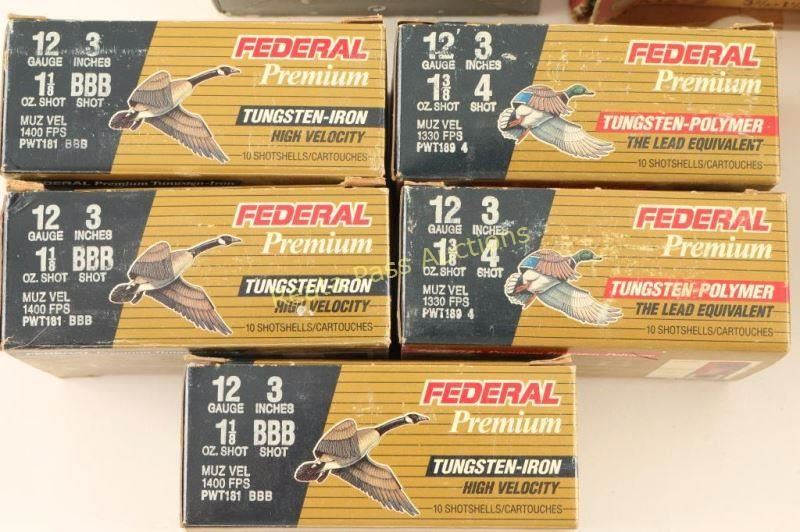 12 3
GAUGE INCHES
1 1/8 BBB
OZ. SHOT SHOT
MUZ VEL
1400 FPS
PWT181 BBB
FEDERAL
Premium
TUNGSTEN-IRON
HIGH VELOCITY
10 SHOTSHELLS/CARTOUCHES
12 3
GAUGE INCHES
1 3/8 4
OZ. SHOT SHOT
MUZ VEL
1330 FPS
PWT189 4
FEDERAL
Premium
TUNGSTEN-POLYMER
THE LEAD EQUIVALENT
10 SHOTSHELLS/CARTOUCHES
FEDERAL Premium Tungsten-Iron
12 3
GAUGE INCHES
1 1/8 BBB
OZ. SHOT SHOT
MUZ VEL
1400 FPS
PWT181 BBB
FEDERAL
Premium
TUNGSTEN-IRON
HIGH VELOCITY
10 SHOTSHELLS/CARTOUCHES
12 3
GAUGE INCHES
1 3/8 4
OZ. SHOT SHOT
MUZ VEL
1330 FPS
PWT189 4
FEDERAL
Premium
TUNGSTEN-POLYMER
THE LEAD EQUIVALENT
10 SHOTSHELLS/CARTOUCHES
Pass Auctions
12 3
GAUGE INCHES
1 1/8 BBB
OZ. SHOT SHOT
MUZ VEL
1400 FPS
PWT181 BBB
FEDERAL
Premium
TUNGSTEN-IRON
HIGH VELOCITY
10 SHOTSHELLS/CARTOUCHES